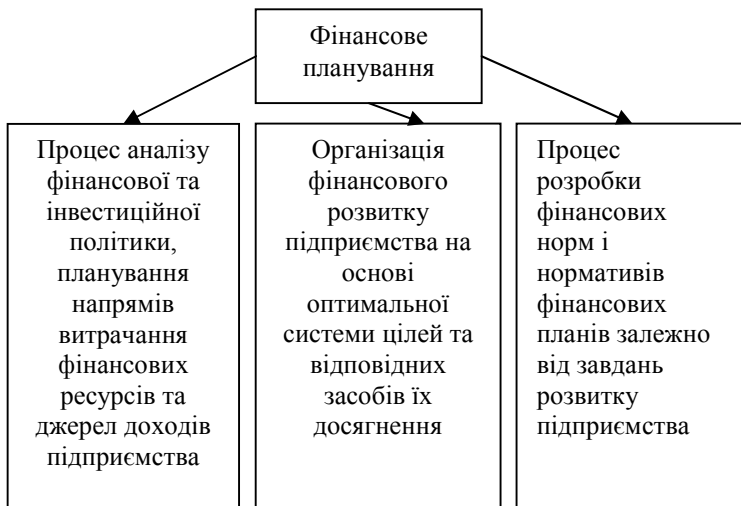 Фінансове
планування
Процес аналізу
фінансової та
інвестиційної
політики,
планування
напрямів
витрачання
фінансових
ресурсів та
джерел доходів
підприємства
Організація
фінансового
розвитку
підприємства на
основі
оптимальної
системи цілей та
відповідних
засобів їх
досягнення
Процес
розробки
фінансових
норм і
нормативів
фінансових
планів залежно
від завдань
розвитку
підприємства